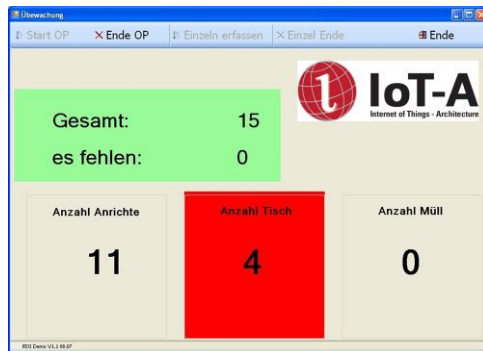 Übewachung
Start OP
Ende OP
Einzeln erfassen
Einzel Ende
Ende
IoT-A
Internet of Things - Architecture
Gesamt: 15
es fehlen: 0
Anzahl Anrichte
Anzahl Tisch
Anzahl Müll
11
4
0